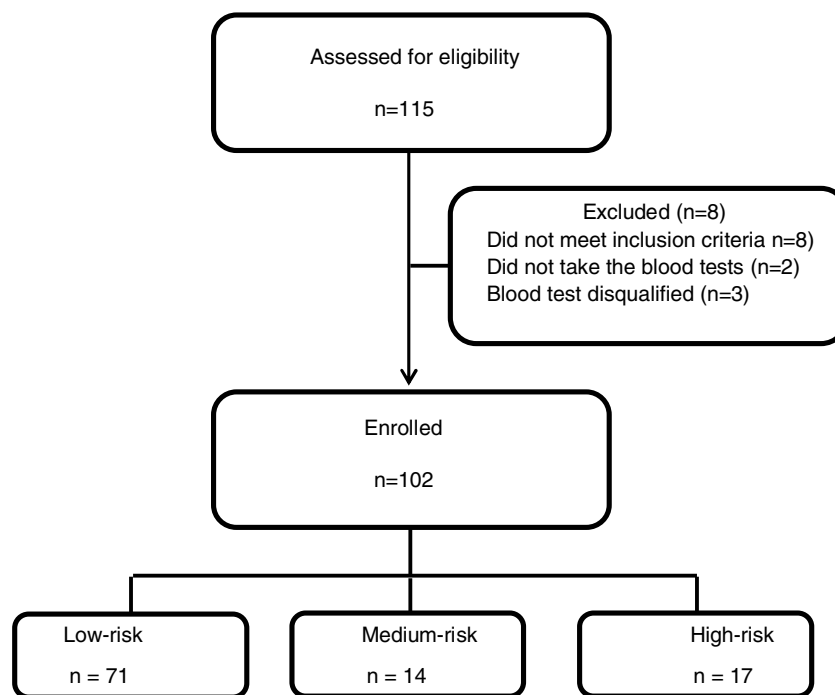 Assessed for eligibility
n=115
Excluded (n=8)
Did not meet inclusion criteria n=8)
Did not take the blood tests (n=2)
Blood test disqualified (n=3)
Enrolled
n=102
Low-risk
n = 71
Medium-risk
n = 14
High-risk
n = 17